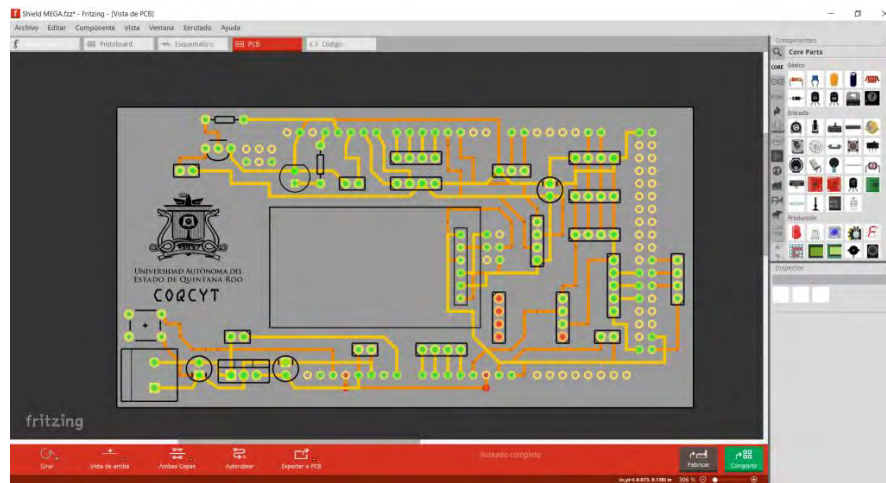 Shield MEGA.fzz* - Fritzing - [Vista de PCB]
Archivo Editar Componente Vista Ventana Enrutado Ayuda
Protoboard Esquemático PCB <> Código
Componentes
Core Parts
CORE Básico
Entrada
Producción
Inspector
UNIVERSIDAD AUTÓNOMA DEL
ESTADO DE QUINTANA ROO
COQCYT
fritzing
Girar Vista de arriba Ambas Capas Autorutear Exportar a PCB Ruteado completo Fabricar Compartir
306 %